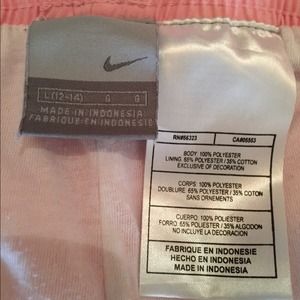 L(12-14) G G
MADE IN INDONESIA
FABRIQUE EN INDONESIE
RN#56323 CA#05553
BODY: 100% POLYESTER
LINING: 65% POLYESTER / 35% COTTON
EXCLUSIVE OF DECORATION
CORPS: 100% POLYESTER
DOUBLURE: 65% POLYESTER / 35% COTON
SANS ORNEMENTS
CUERPO: 100% POLIESTER
FORRO: 65% POLIESTER / 35% ALGODON
NO INCLUYE LA DECORACION
FABRIQUE EN INDONESIE
HECHO EN INDONESIA
MADE IN INDONESIA